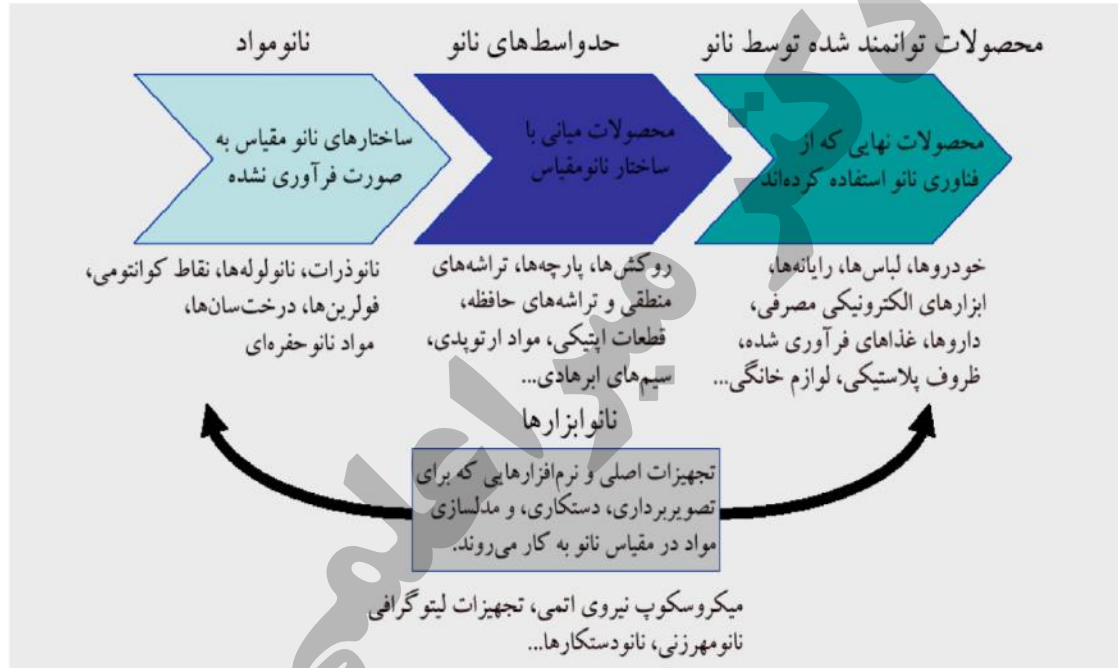 نانومواد
حدواسط‌های نانو
محصولات توانمند شده توسط نانو
ساختارهای نانو مقیاس به
صورت فرآوری نشده
محصولات میانی با
ساختار نانومقیاس
محصولات نهایی که از
فناوری نانو استفاده کرده‌اند
نانوذرات، نانولوله‌ها، نقاط کوانتومی،
فولرین‌ها، درخت‌سان‌ها،
مواد نانوحفره‌ای
روکش‌ها، پارچه‌ها، تراشه‌های
منطقی و تراشه‌های حافظه،
قطعات اپتیکی، مواد ارتوپدی،
سیم‌های ابرهادی...
خودروها، لباس‌ها، رایانه‌ها،
ابزارهای الکترونیکی مصرفی،
داروها، غذاهای فرآوری شده،
ظروف پلاستیکی، لوازم خانگی...
نانوابزارها
تجهیزات اصلی و نرم‌افزارهایی که برای
تصویربرداری، دستکاری، و مدلسازی
مواد در مقیاس نانو به کار می‌روند.
میکروسکوپ نیروی اتمی، تجهیزات لیتوگرافی
نانومهرزنی، نانودستکارها...